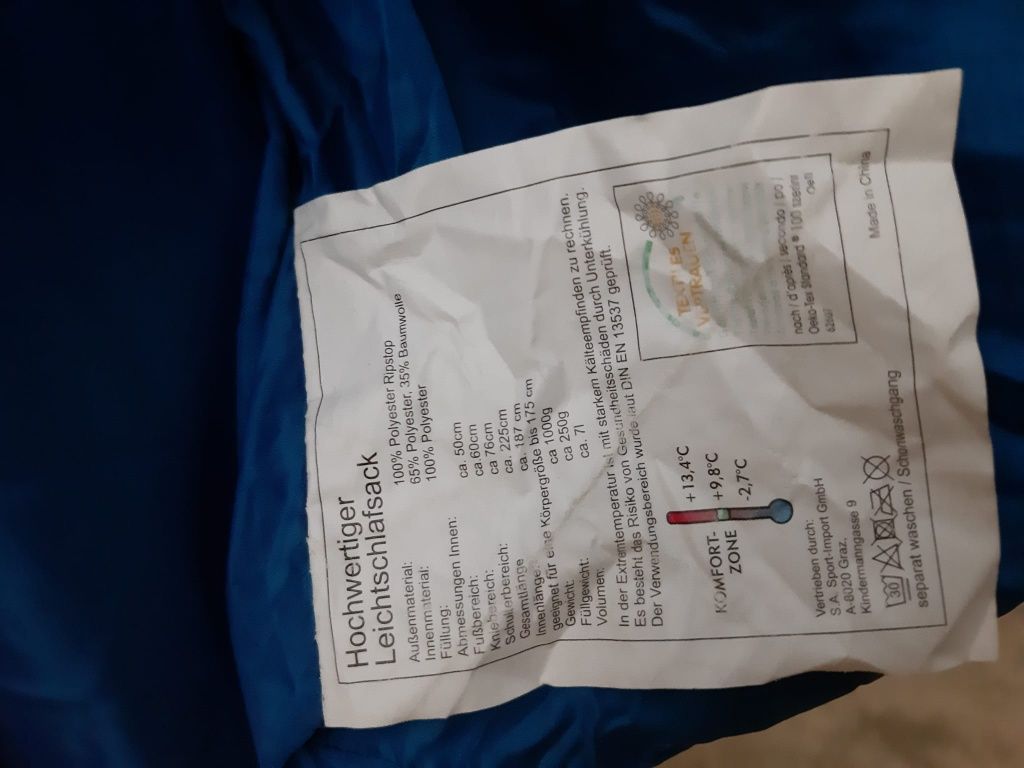 Hochwertiger
Leichtschlafsack
Außenmaterial: 100% Polyester Ripstop
Innenmaterial: 65% Polyester, 35% Baumwolle
Füllung: 100% Polyester
Abmessungen Innen:
Fußbereich: ca. 50cm
Kniebereich: ca.60cm
Schulterbereich: ca 76cm
Gesamtlänge ca. 225cm
Innenlänge: ca. 187 cm
geeignet für eine Körpergröße bis 175 cm
Gewicht: ca 1000g
Füllgewicht: ca 250g
Volumen: ca. 7l
In der Extremtemperatur ist mit starkem Kälteempfinden zu rechnen.
Es besteht das Risiko von Gesundheitsschäden durch Unterkühlung.
Der Verwendungsbereich wurde laut DIN EN 13537 geprüft.
KOMFORT-
ZONE
+13,4°C
+9,8°C
-2,7°C
TEXTILES
VERTRAUEN
nach / d'après / secondo / por /
Oeko-Tex Standard® 100
Vertrieben durch:
S.A. Sport-Import GmbH
A-8020 Graz,
Kindermanngasse 9
30
separat waschen / Schonwaschgang
Made in China